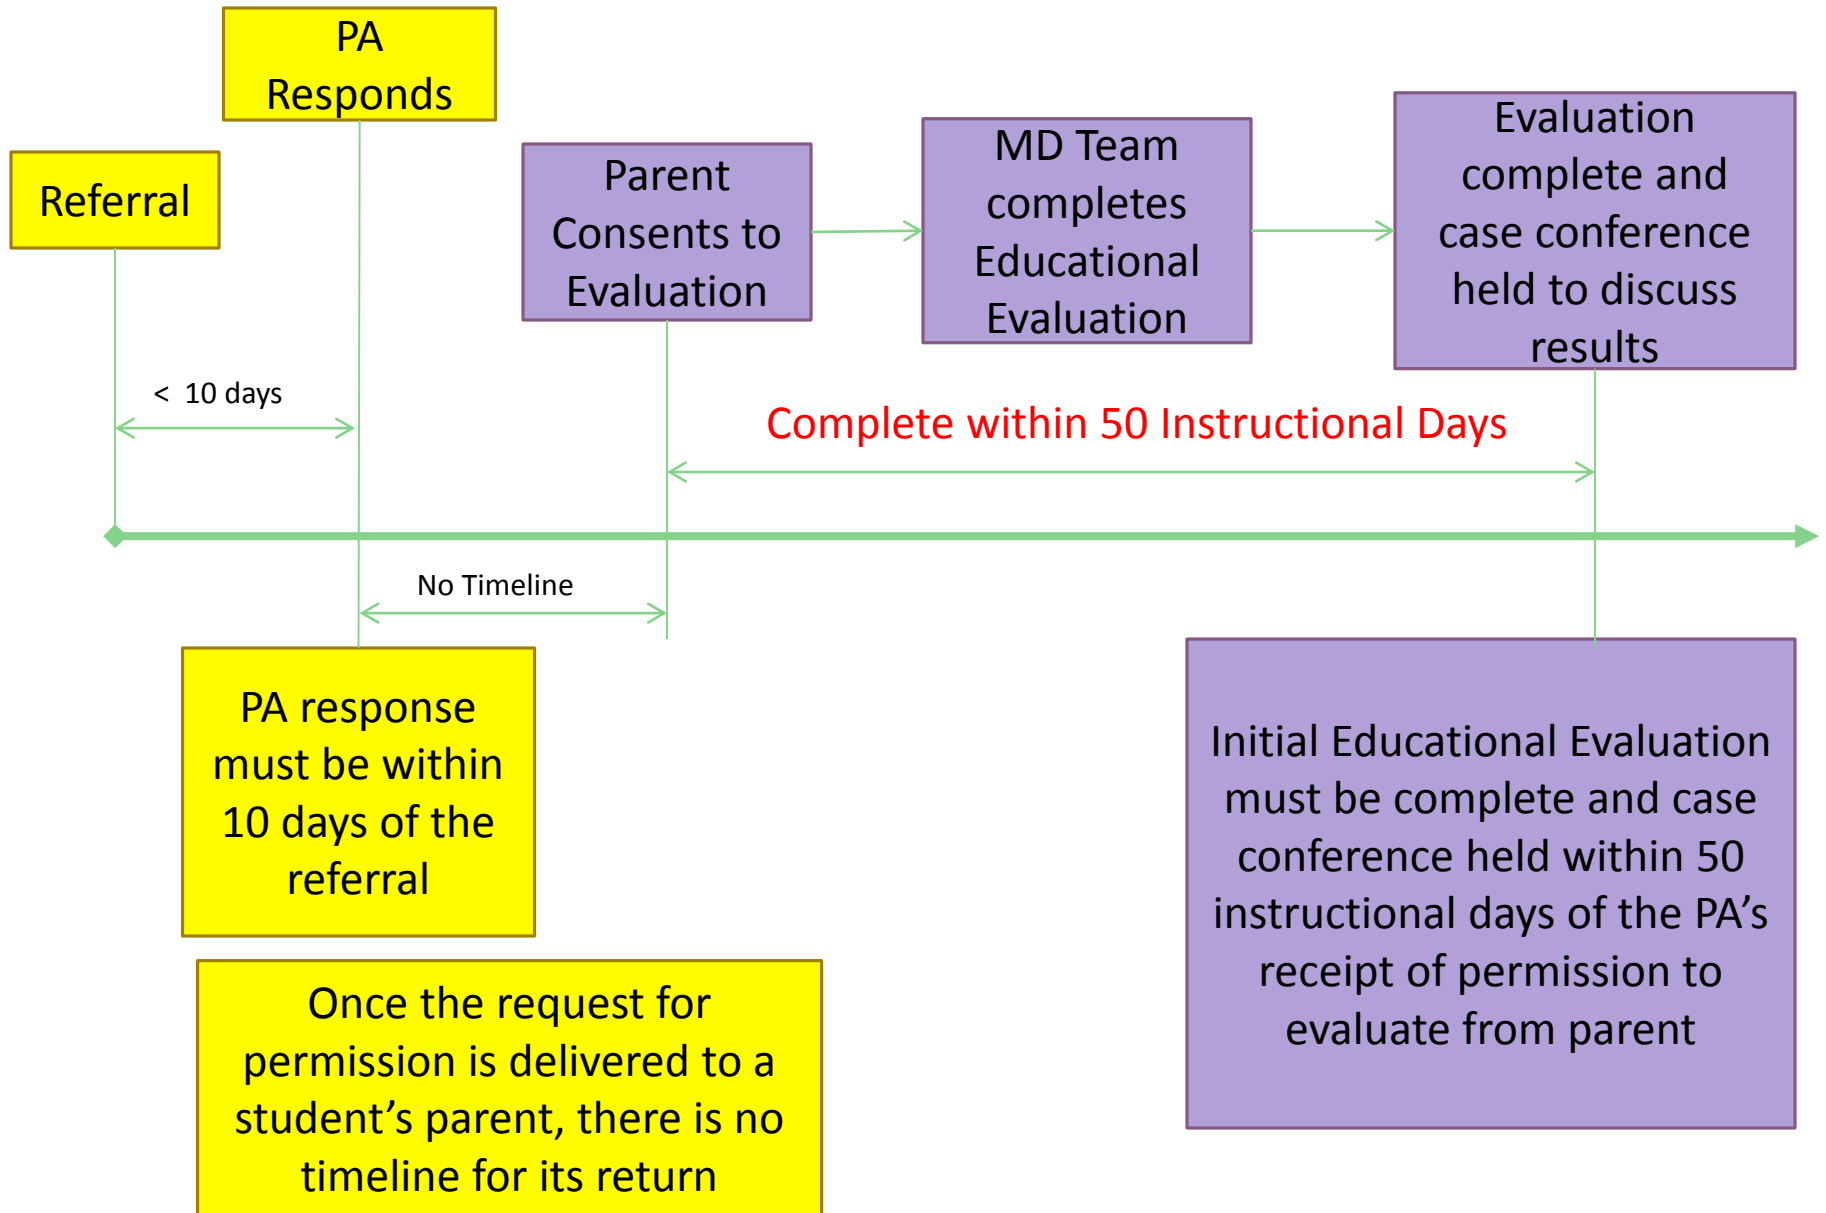 PA
Responds
Referral
Parent
Consents to
Evaluation
MD Team
completes
Educational
Evaluation
Evaluation
complete and
case conference
held to discuss
results
< 10 days
Complete within 50 Instructional Days
No Timeline
PA response
must be within
10 days of the
referral
Once the request for
permission is delivered to a
student’s parent, there is no
timeline for its return
Initial Educational Evaluation
must be complete and case
conference held within 50
instructional days of the PA’s
receipt of permission to
evaluate from parent